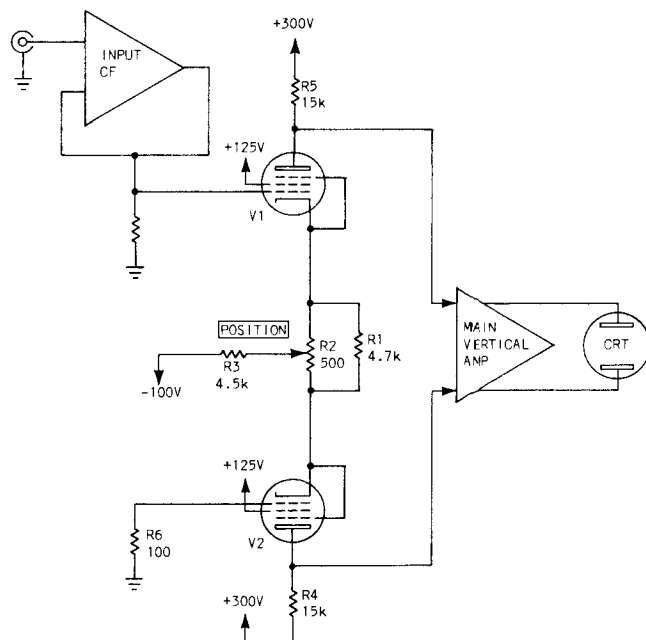 INPUT
CF
+300V
R5
15k
+125V
V1
POSITION
R3
4.5k
-100V
R2
500
R1
4.7k
MAIN
VERTICAL
AMP
CRT
+125V
V2
R6
100
R4
15k
+300V